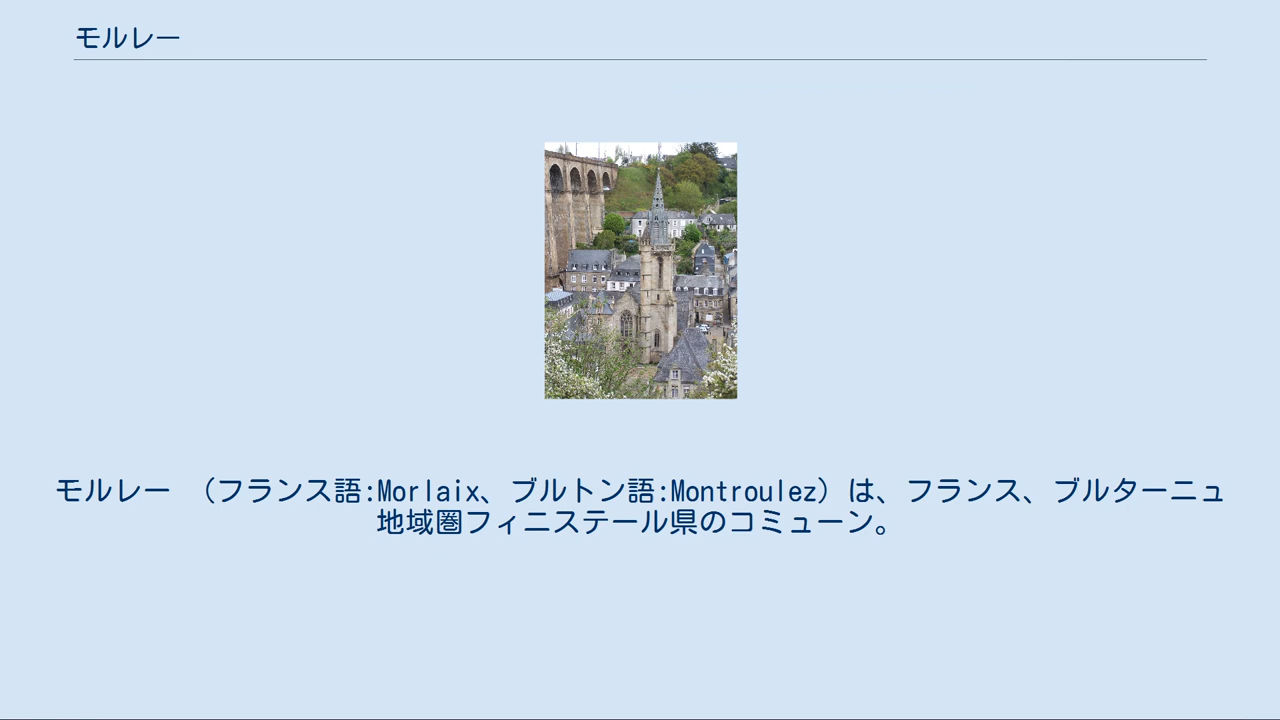 モルレー
モルレー （フランス語:Morlaix、ブルトン語:Montroulez）は、フランス、ブルターニュ
地域圏フィニステール県のコミューン。